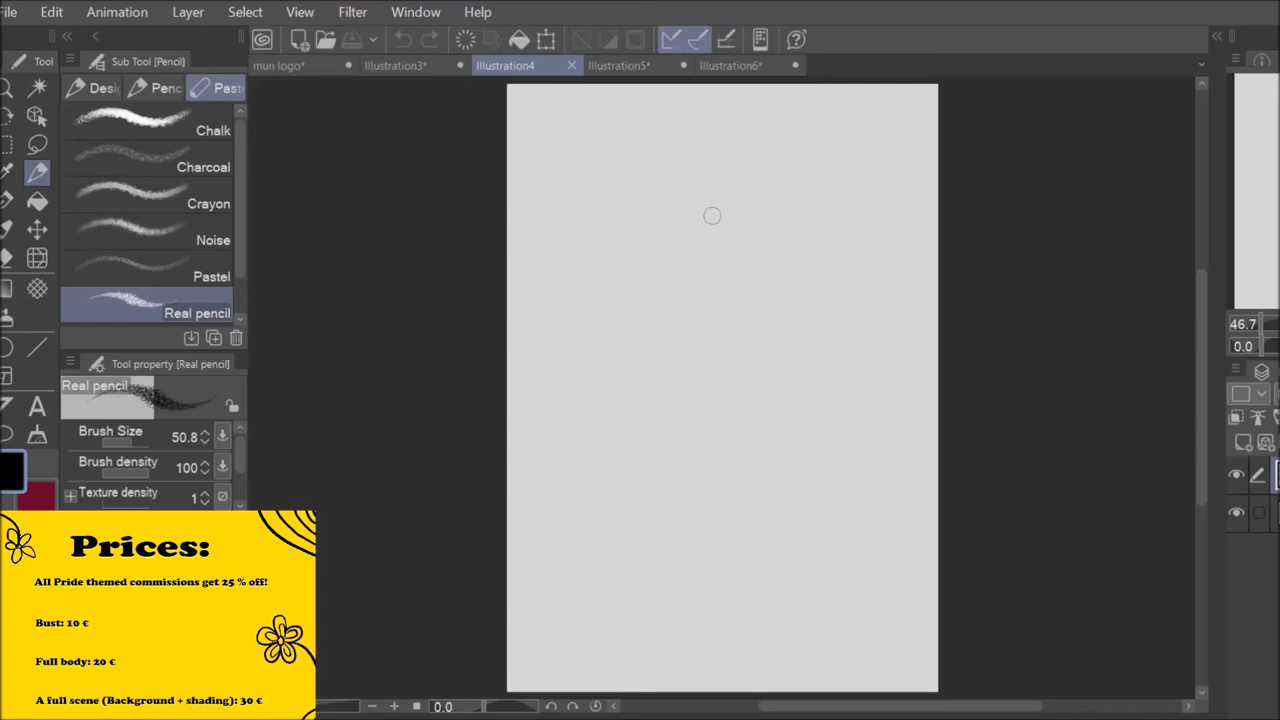 File Edit Animation Layer Select View Filter Window Help
Tool Sub Tool [Pencil]
mun logo* Illustration3* Illustration4 Illustration5* Illustration6*
Chalk
Charcoal
Crayon
Noise
Pastel
Real pencil
Tool property [Real pencil]
Real pencil
Brush Size 50.8
Brush density 100
Texture density 1
46.7
0.0
A
Prices:
All Pride themed commissions get 25 % off!
Bust: 10 €
Full body: 20 €
A full scene (Background + shading): 30 €
0.0